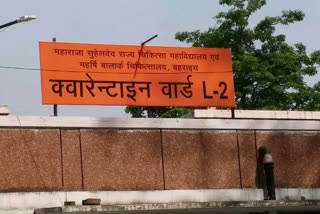 महाराजा सुहेलदेव राज्य चिकित्सा महाविद्यालय एवं
महर्षि बालार्क चिकित्सालय, बहराइच
क्वारेन्टाइन वार्ड L-2